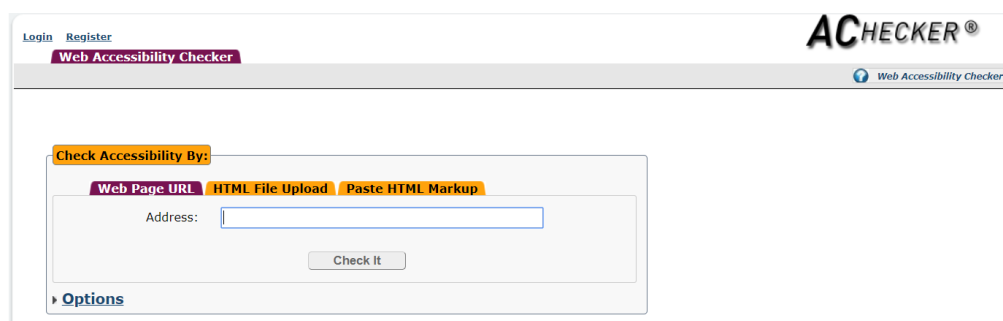 Login Register
ACHECKER ®
Web Accessibility Checker
Web Accessibility Checker
Check Accessibility By:
Web Page URL HTML File Upload Paste HTML Markup
Address:
Check It
Options